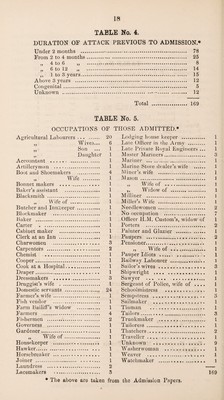 18
TABLE No. 4.
DURATION OF ATTACK PREVIOUS TO ADMISSION.*
Under 2 months 78
From 2 to 4 months 25
„ 4 to 6 „ 8
„ 6 to 12 „ 14
„ 1 to 3 years 15
Above 3 years 12
Congenital 5
Unknown 12
Total 169
TABLE No. 5.
OCCUPATIONS OF THOSE ADMITTED.*
Agricultural Labourers 20
„ Wives 6
„ Son 1
„ Daughter 1
Accountant 1
Artilleryman 1
Boot and Shoemakers 4
„ Wife 1
Bonnet makers 1
Baker's assistant 1
Blacksmith 1
„ Wife of 1
Butcher and Innkeeper 1
Blockmaker 1
Baker 1
Carter 1
Cabinet maker 1
Clerk at an Inn 1
Charwomen 3
Carpenters 2
Chemist 1
Cooper 1
Cook at a Hospital 1
Draper 1
Dressmakers 3
Druggist's wife 1
Domestic servants 24
Farmer's wife 1
Fish vendor 1
Farm Bailiff's widow 1
Farmers 4
Fishermen 2
Governess 1
Gardener 1
„ Wife of 1
Housekeeper 1
Hawker 1
Horschmaker 1
Joiner 1
Laundress 2
Lacemakers 3
Lodging house keeper 1
Late Officer in the Army 1
Late Private Royal Engineers 1
Master Mariners 3
Mariner 1
Marine Store dealer's wife 1
Miner's wife 1
Mason 1
„ Wife of 1
„ Widow of 1
Milliner 1
Miller's Wife 1
Needlewomen 2
No occupation 7
Officer H.M. Custom's, widow of 1
Porters 2
Painter and Glazier 1
Paupers 2
Pensioner 1
„ Wife of 1
Pauper Idiots 1
Railway Labourer 1
Sailor's wives 2
Shipwright 1
Sawyer 1
Sergeant of Police, wife of 1
Schoolmistress 1
Sempstress 3
Sailmaker 1
Tinman 1
Tailors 3
Trunkmaker 1
Tailoress 1
Thatchers 2
Traveller 1
Unknown 7
Washerwoman 1
Weaver 1
Watchmaker 1
169
* The above are taken from the Admission Papers.